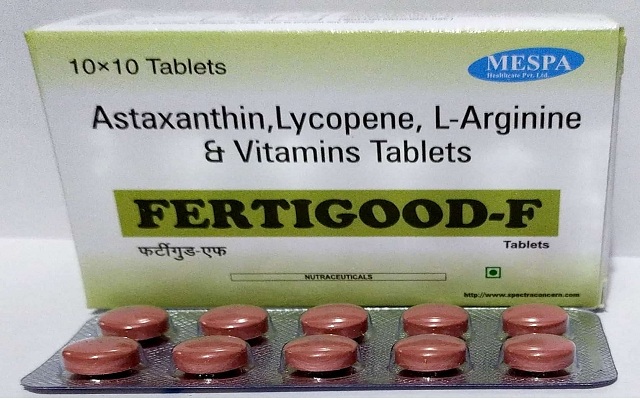 10×10 Tablets
MESPA
Healthcare Pvt. Ltd.
Astaxanthin,Lycopene, L-Arginine
& Vitamins Tablets
FERTIGOOD-F
फर्टीगुड-एफ
Tablets
NUTRACEUTICALS
http://www.spectraconcern.com